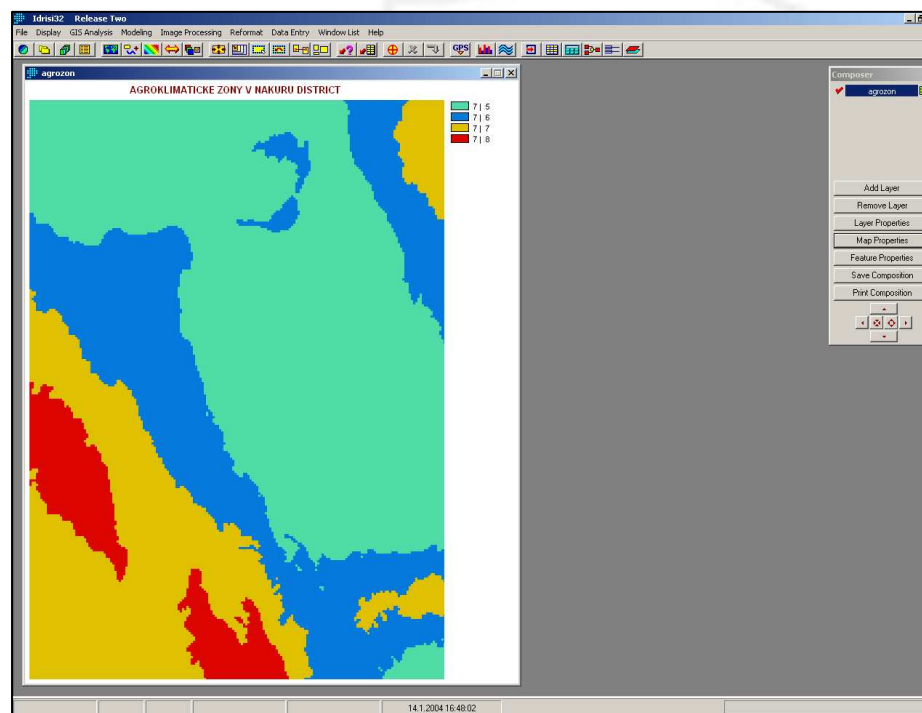 Idrisi32 Release Two
File Display GIS Analysis Modeling Image Processing Reformat Data Entry Window List Help
GPS
agrozon
AGROKLIMATICKE ZONY V NAKURU DISTRICT
7 | 5
7 | 6
7 | 7
7 | 8
Composer
agrozon
Add Layer
Remove Layer
Layer Properties
Map Properties
Feature Properties
Save Composition
Print Composition
14.1.2004 16:48:02